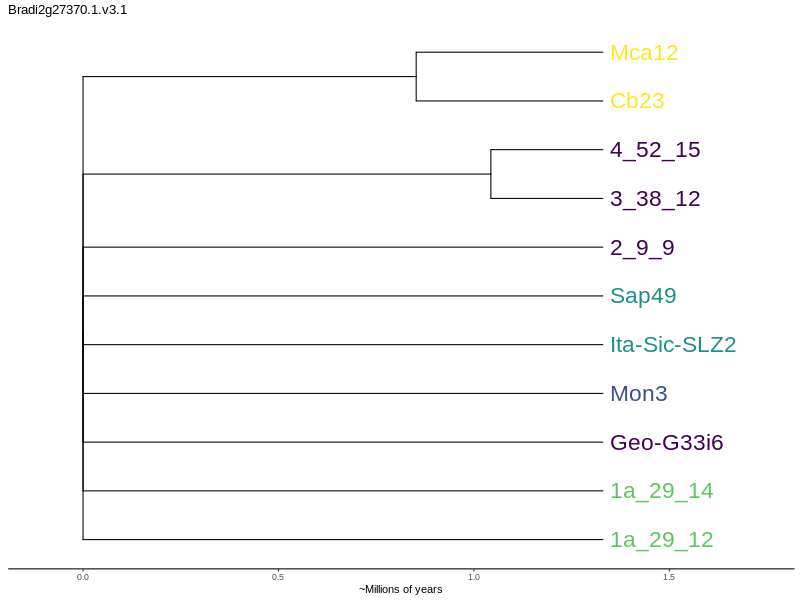 Bradi2g27370.1.v3.1
Mca12
Cb23
4_52_15
3_38_12
2_9_9
Sap49
Ita-Sic-SLZ2
Mon3
Geo-G33i6
1a_29_14
1a_29_12
0.0 0.5 1.0 1.5
~Millions of years